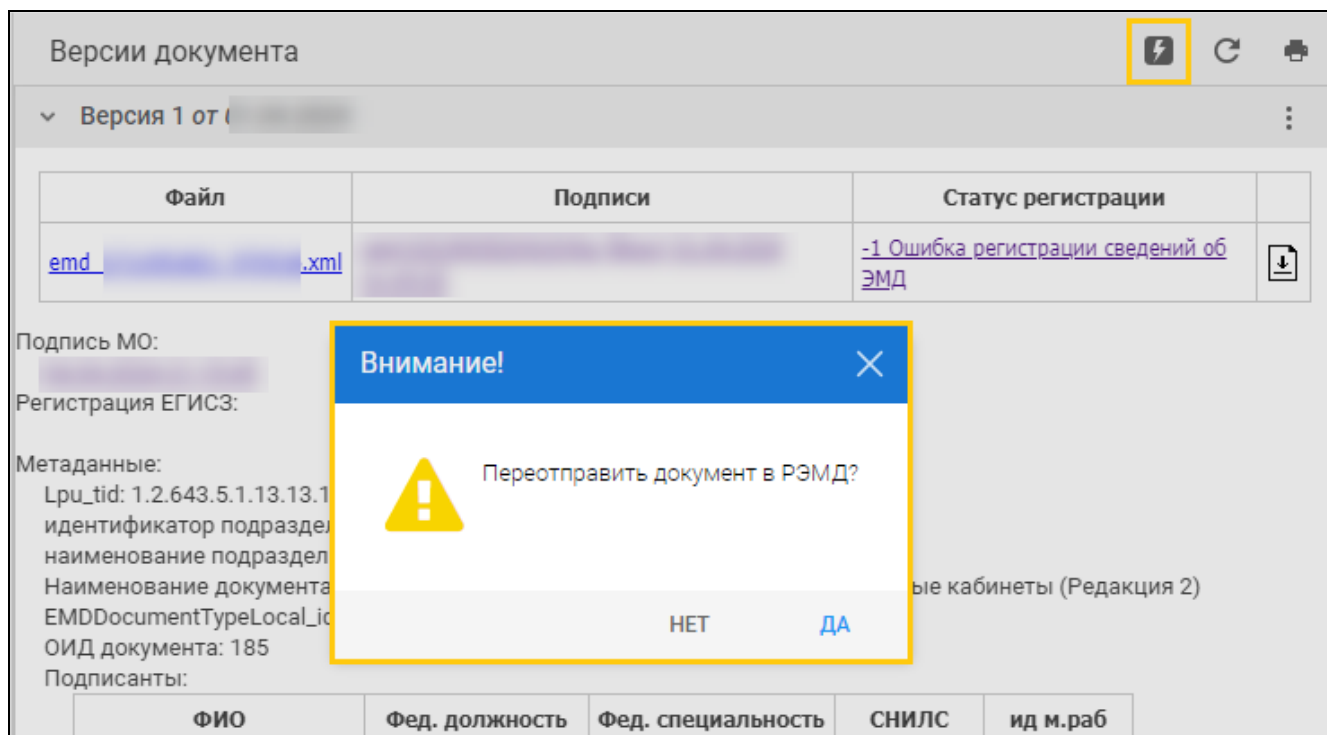 Версии документа
Версия 1 от
Файл Подписи Статус регистрации
emd_ .xml -1 Ошибка регистрации сведений об
ЭМД
Подпись МО:
Внимание!
Регистрация ЕГИСЗ:
Метаданные:
Переотправить документ в РЭМД?
Lpu_tid: 1.2.643.5.1.13.13.1
идентификатор подраздел
наименование подраздел
Наименование документа ые кабинеты (Редакция 2)
EMDDocumentTypeLocal_id
НЕТ ДА
ОИД документа: 185
Подписанты:
ФИО Фед. должность Фед. специальность СНИЛС ид м.раб